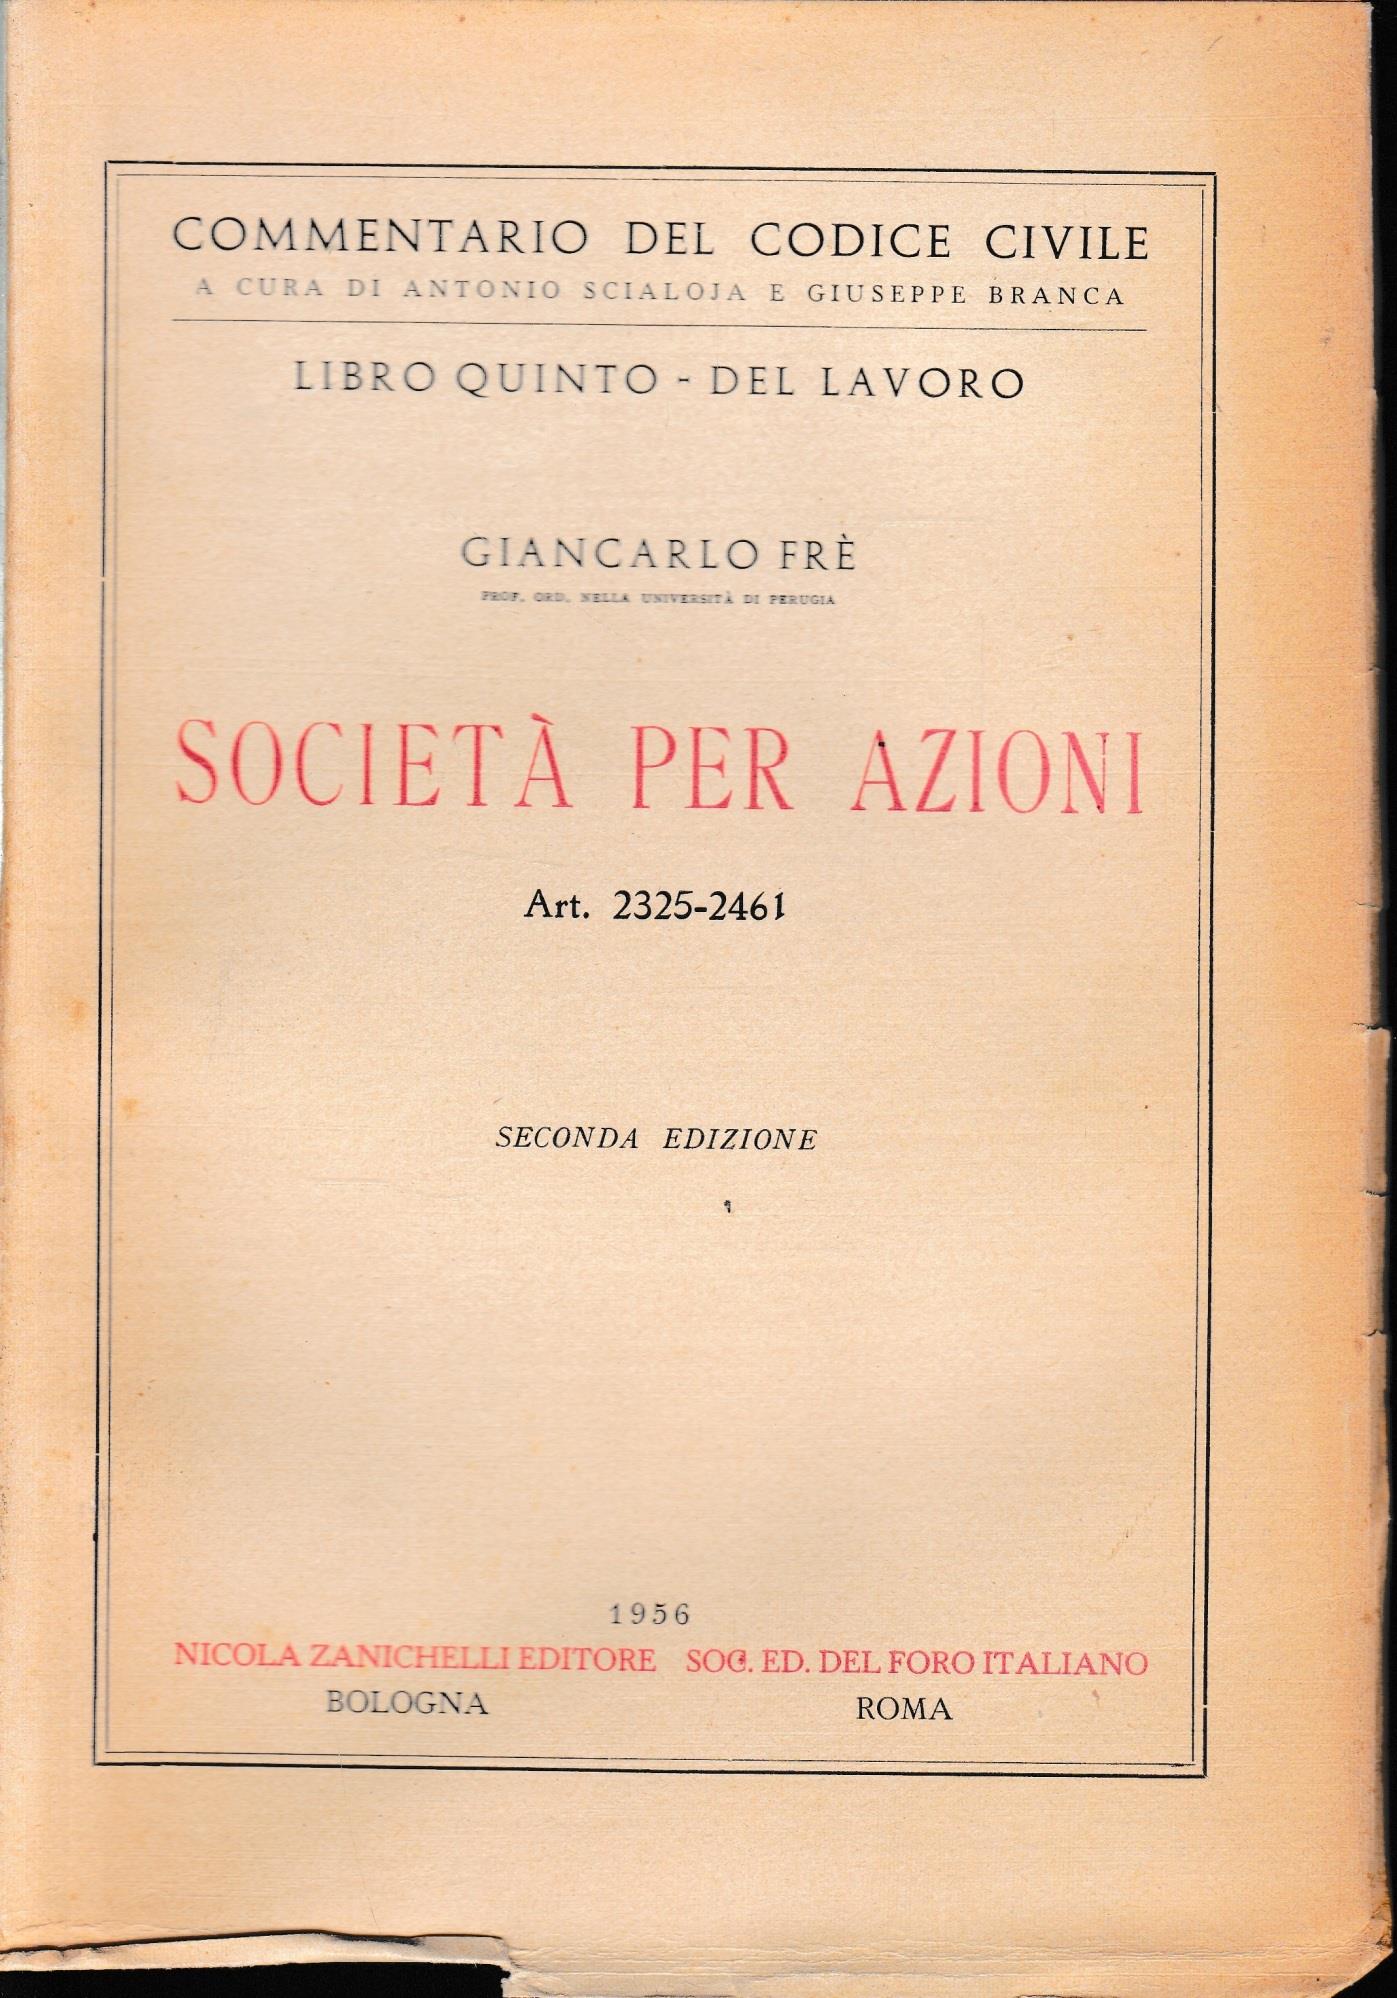 COMMENTARIO DEL CODICE CIVILE
A CURA DI ANTONIO SCIALOJA E GIUSEPPE BRANCA
LIBRO QUINTO - DEL LAVORO
GIANCARLO FRÈ
PROF. ORD. NELLA UNIVERSITÀ DI PERUGIA
SOCIETÀ PER AZIONI
Art. 2325-2461
SECONDA EDIZIONE
1956
NICOLA ZANICHELLI EDITORE SOC. ED. DEL FORO ITALIANO
BOLOGNA ROMA